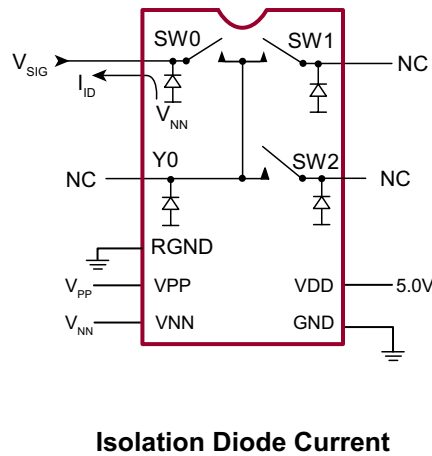 SW0 SW1
V_SIG NC
I_ID
V_NN
Y0 SW2
NC NC
RGND
V_PP VPP VDD 5.0V
V_NN VNN GND
Isolation Diode Current